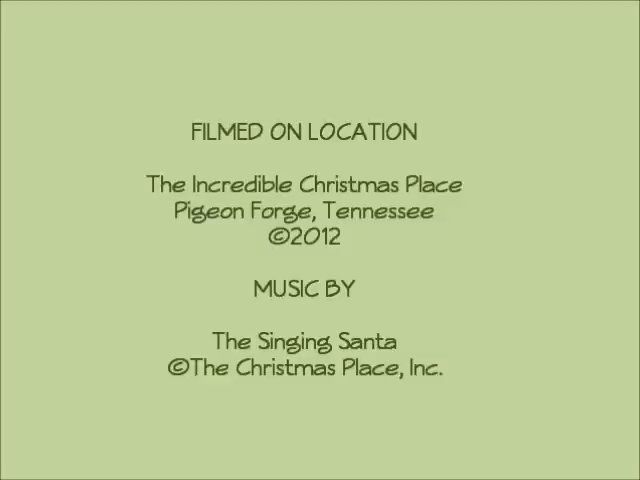 FILMED ON LOCATION
The Incredible Christmas Place
Pigeon Forge, Tennessee
©2012
MUSIC BY
The Singing Santa
©The Christmas Place, Inc.